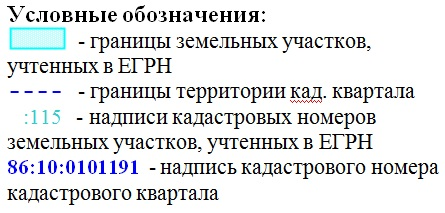 Условные обозначения:
- границы земельных участков,
учтенных в ЕГРН
- границы территории кад. квартала
:115 - надписи кадастровых номеров
земельных участков, учтенных в ЕГРН
86:10:0101191 - надпись кадастрового номера
кадастрового квартала